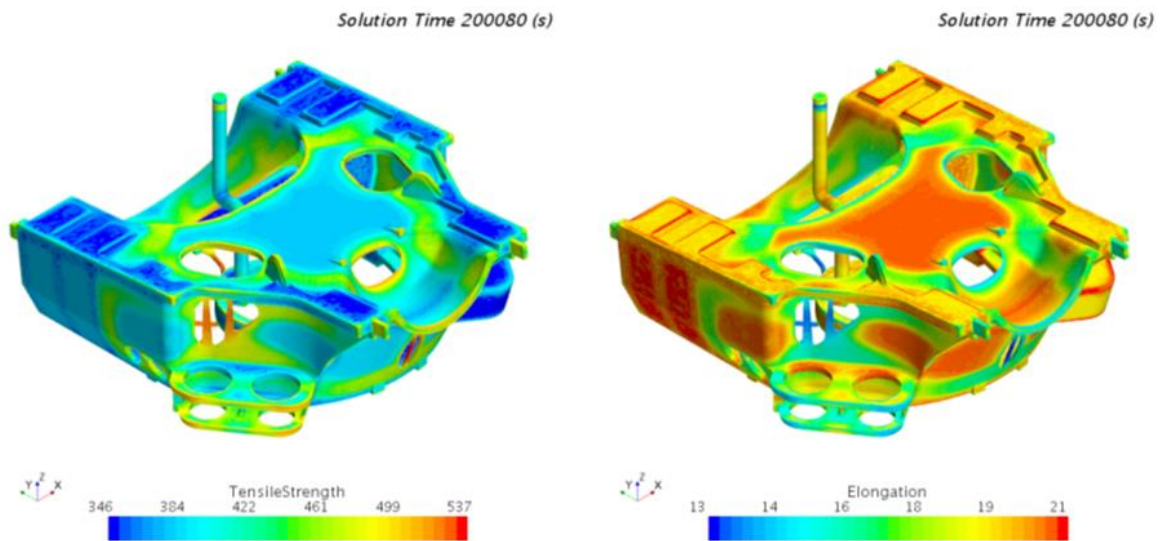 Solution Time 200080 (s)
Solution Time 200080 (s)
Y Z X
TensileStrength
346 384 422 461 499 537
Y Z X
Elongation
13 14 16 18 19 21